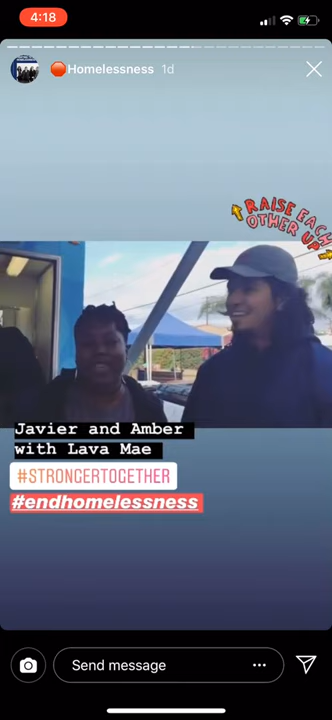 4:18
Homelessness 1d
RAISE EACH
OTHER UP
Javier and Amber
with Lava Mae
#STRONGERTOGETHER
#endhomelessness
Send message